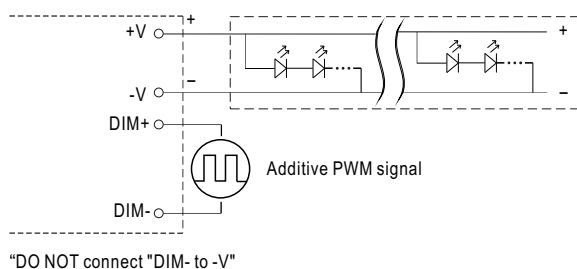 +V
+
-V
−
DIM+
DIM-
+
−
Additive PWM signal
“DO NOT connect "DIM- to -V"